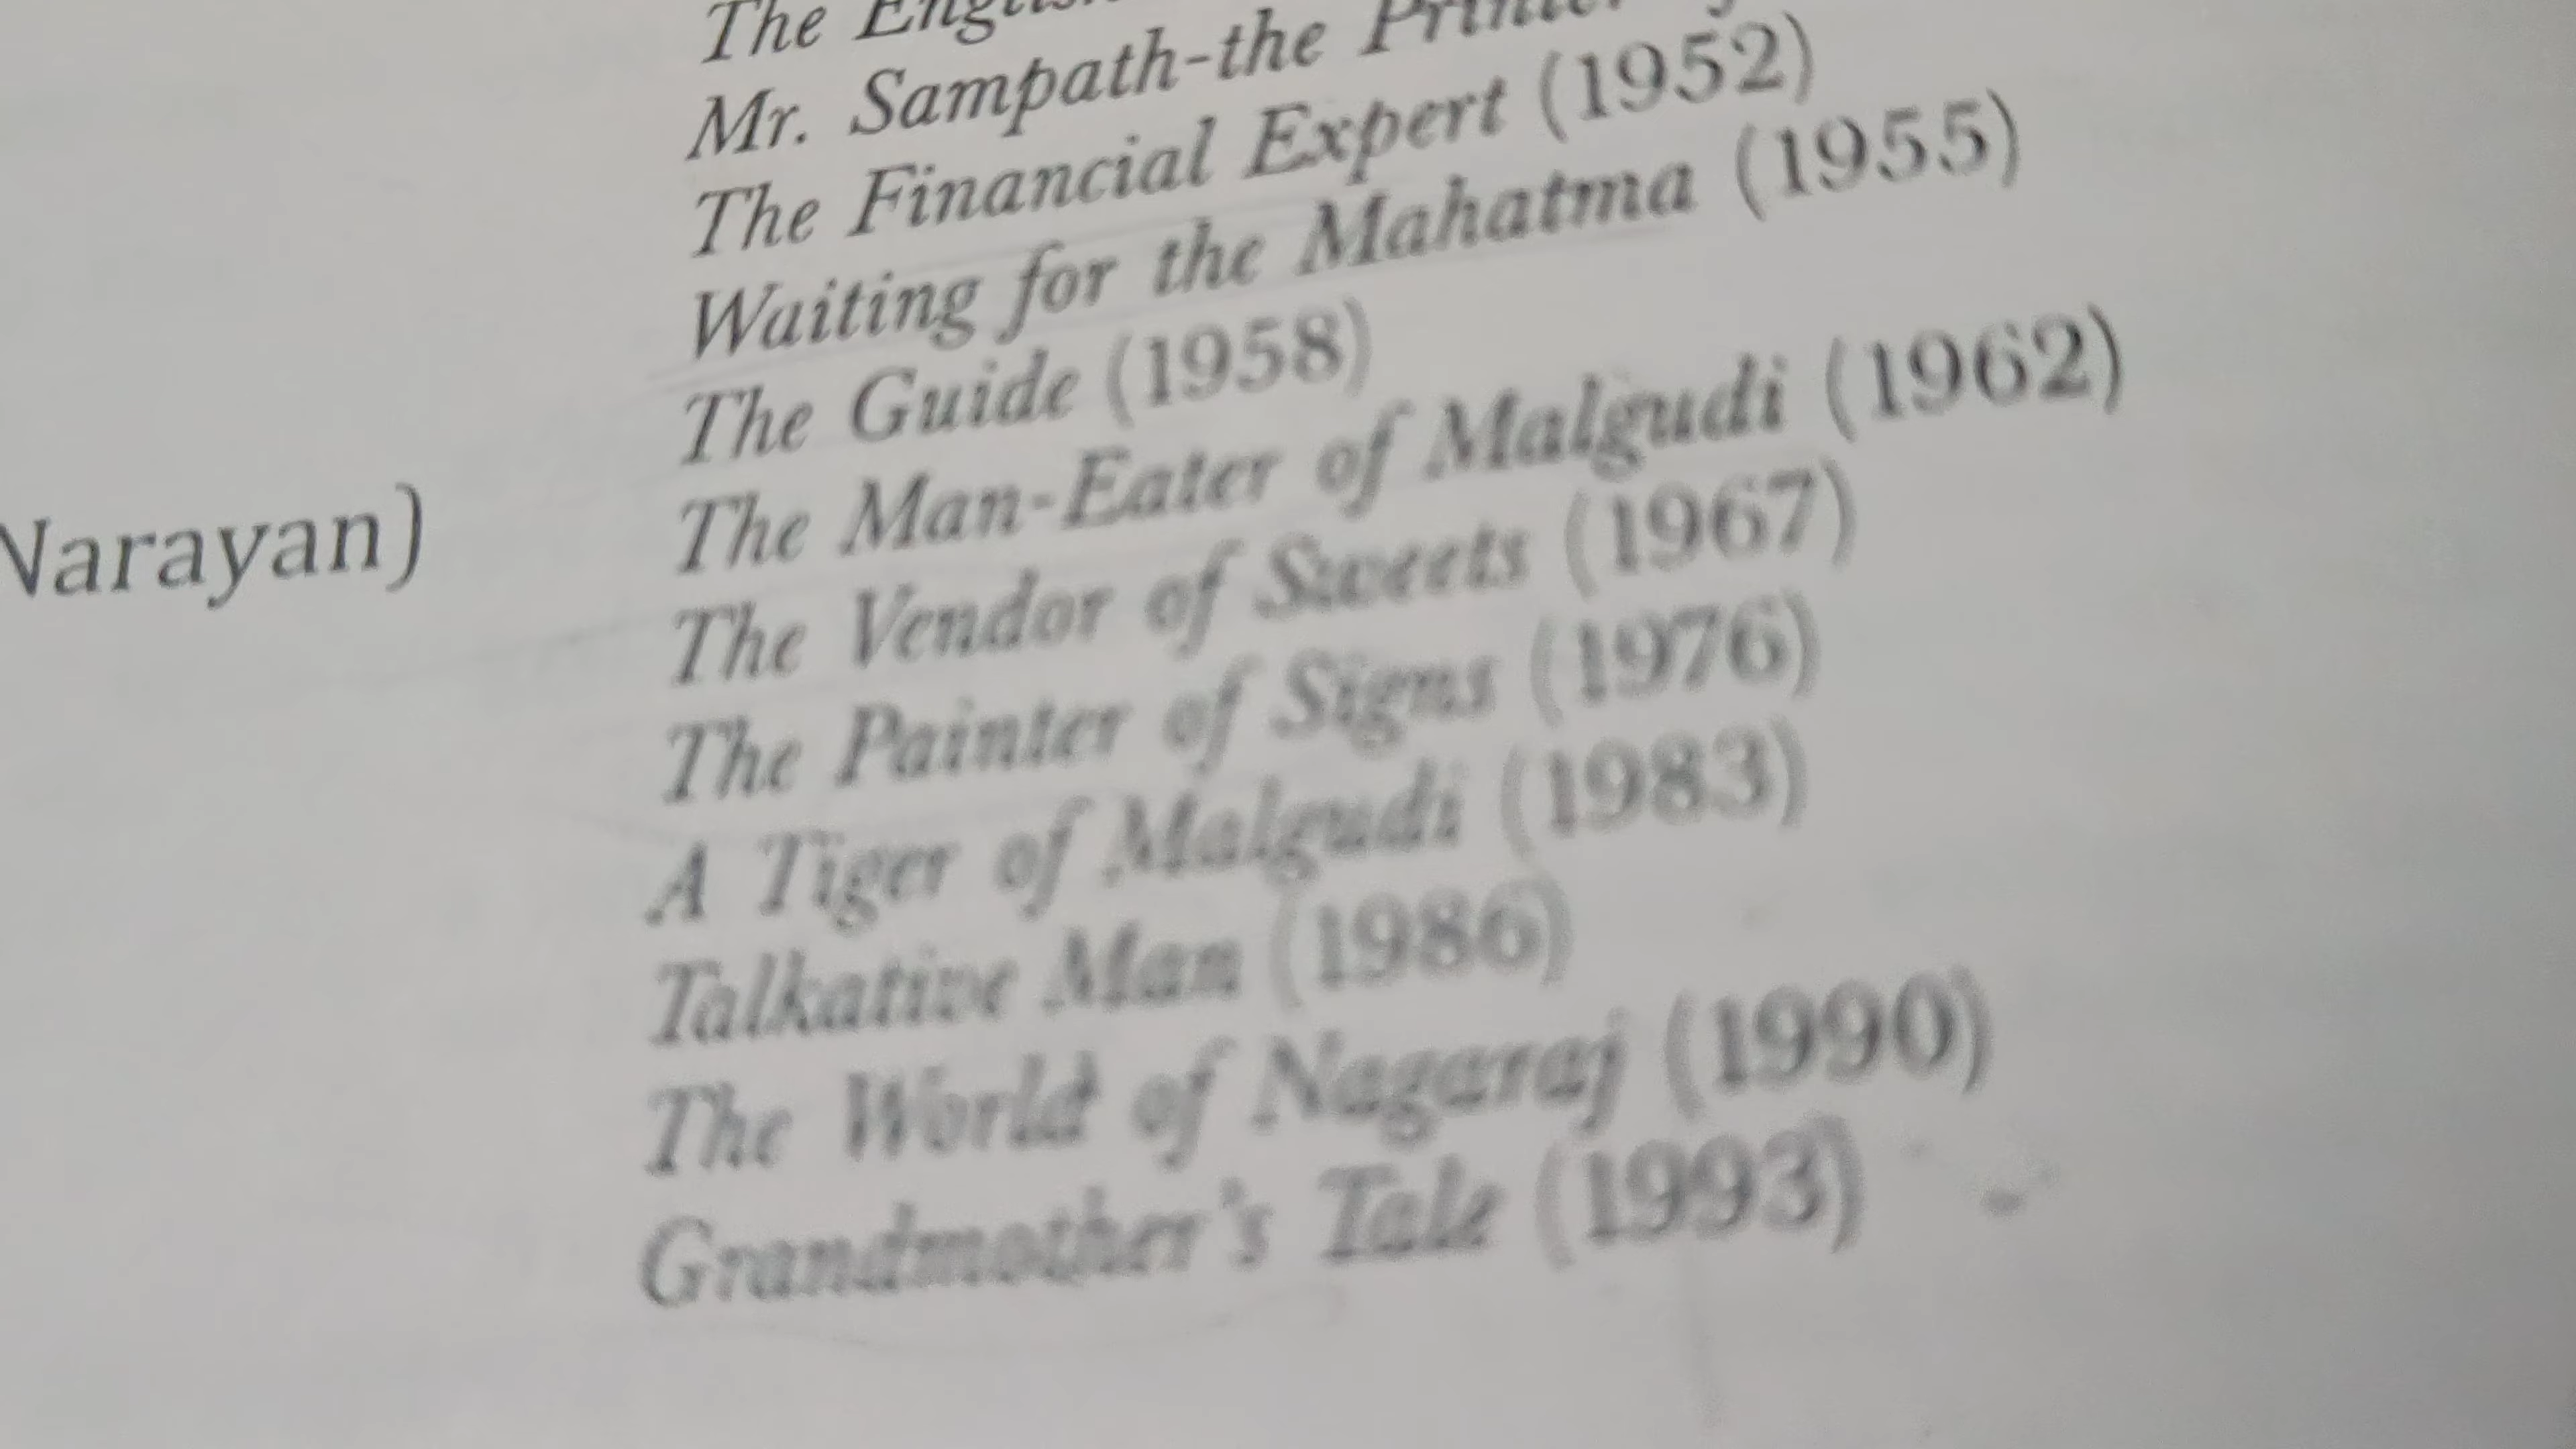 The
Mr. Sampath-the Printer
The Financial Expert (1952)
Waiting for the Mahatma (1955)
The Guide (1958)
The Man-Eater of Malgudi (1962)
Narayan)
The Vendor of Sweets (1967)
The Painter of Signs (1976)
A Tiger of Malgudi (1983)
Talkative Man (1986)
The World of Nagaraj (1990)
Grandmother's Tale (1993)